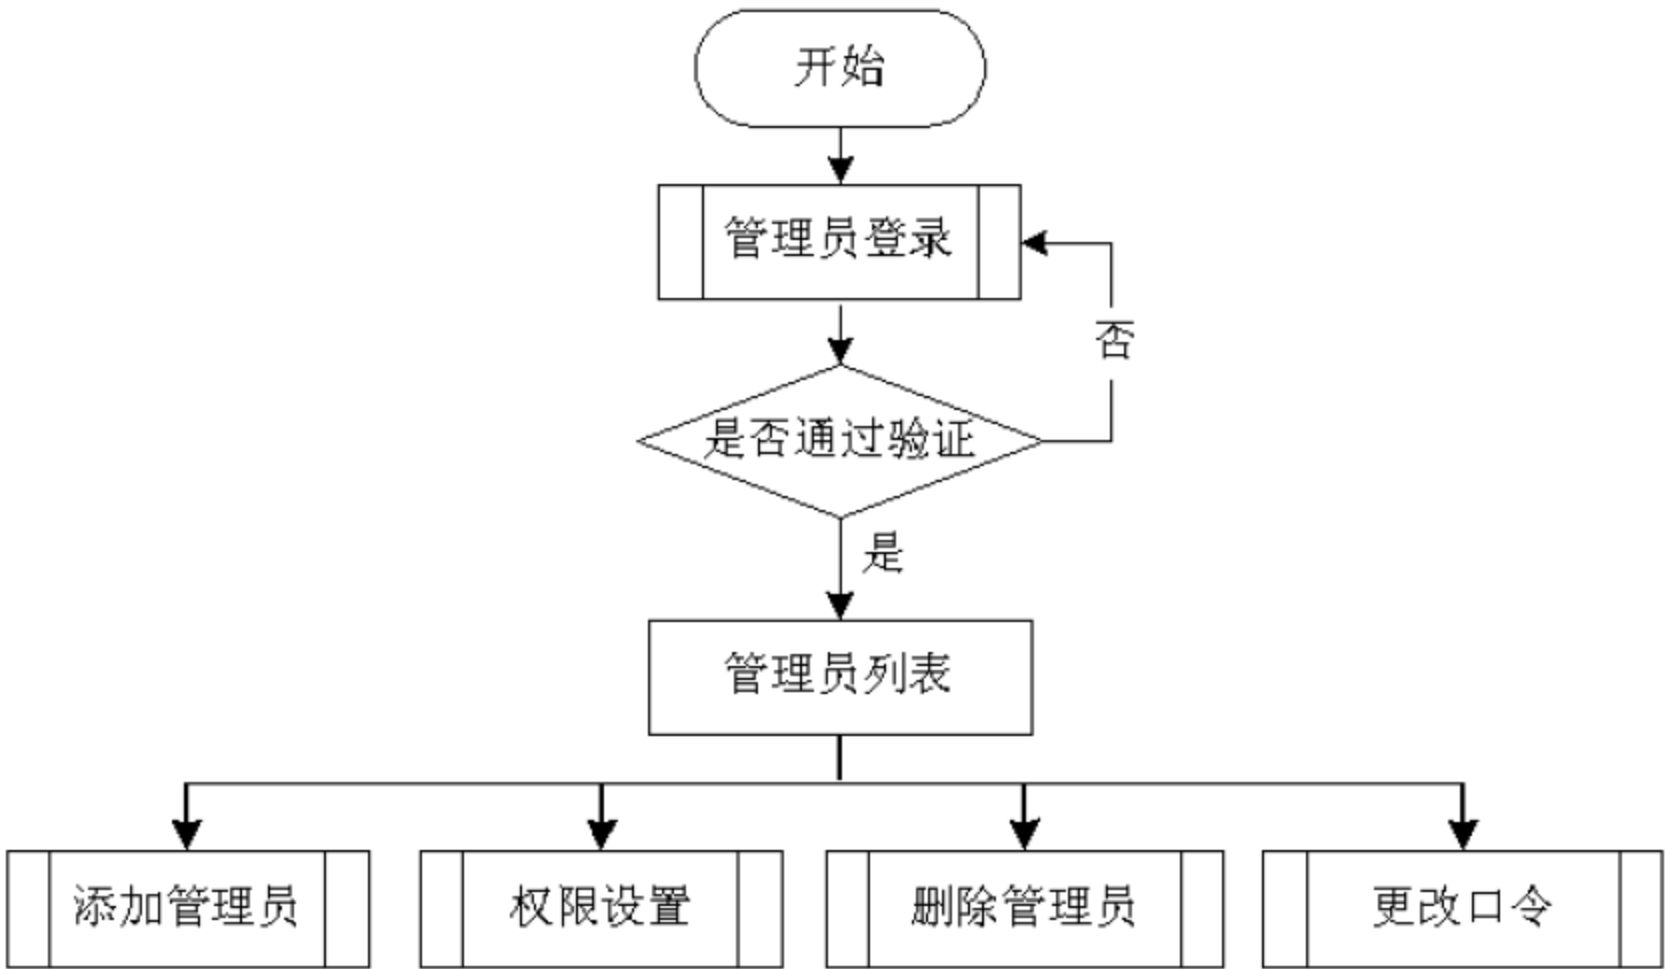 开始
管理员登录
否
是否通过验证
是
管理员列表
添加管理员
权限设置
删除管理员
更改口令